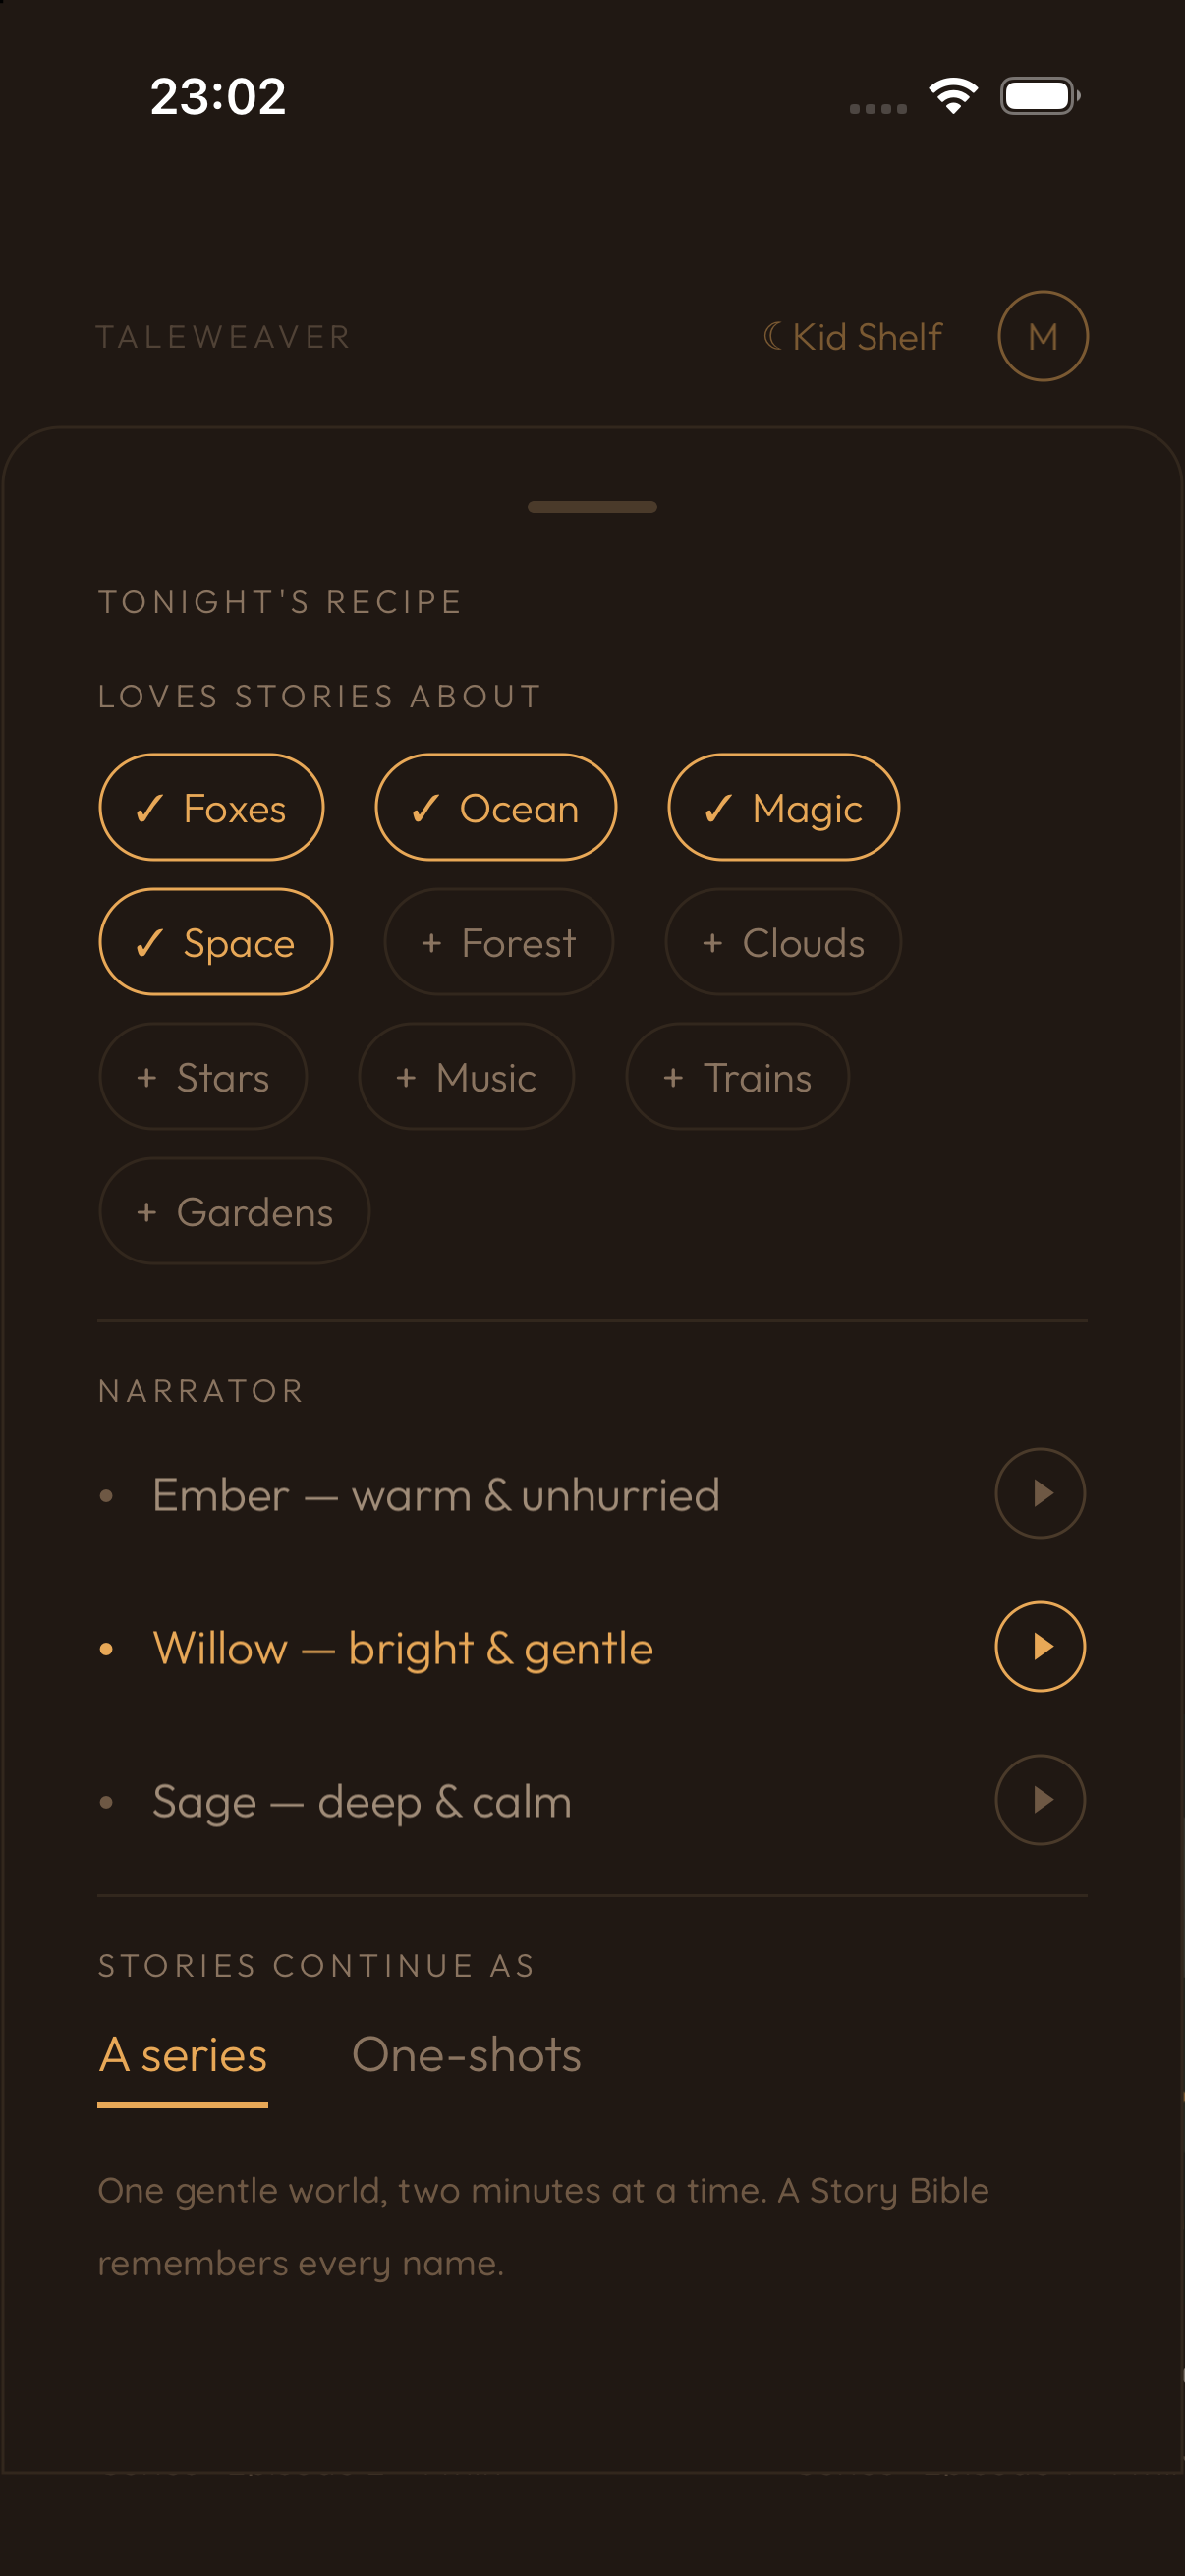 23:02
TALEWEAVER
☾ Kid Shelf
M
TONIGHT'S RECIPE
LOVES STORIES ABOUT
✓ Foxes
✓ Ocean
✓ Magic
✓ Space
+ Forest
+ Clouds
+ Stars
+ Music
+ Trains
+ Gardens
NARRATOR
• Ember — warm & unhurried
• Willow — bright & gentle
• Sage — deep & calm
STORIES CONTINUE AS
A series
One-shots
One gentle world, two minutes at a time. A Story Bible
remembers every name.